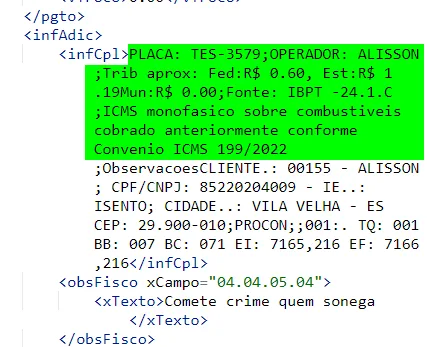 </pgto>
<infAdic>
<infCpl>PLACA: TES-3579;OPERADOR: ALISSON
;Trib aprox: Fed:R$ 0.60, Est:R$ 1
.19Mun:R$ 0.00;Fonte: IBPT -24.1.C
;ICMS monofasico sobre combustiveis
cobrado anteriormente conforme
Convenio ICMS 199/2022
;ObservacoesCLIENTE.: 00155 - ALISSON
; CPF/CNPJ: 85220204009 - IE..:
ISENTO; CIDADE..: VILA VELHA - ES
CEP: 29.900-010;PROCON;;001:. TQ: 001
BB: 007 BC: 071 EI: 7165,216 EF: 7166
,216</infCpl>
<obsFisco xCampo="04.04.05.04">
<xTexto>Comete crime quem sonega
</xTexto>
</obsFisco>